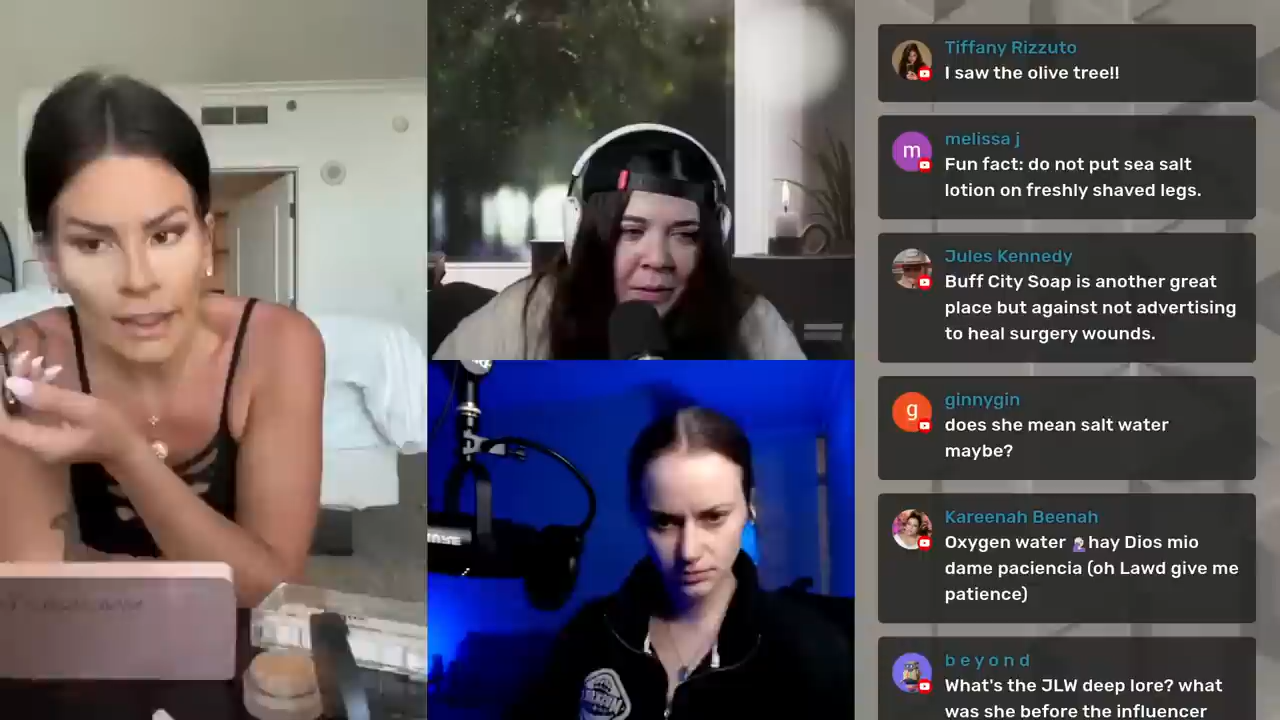 Tiffany Rizzuto
I saw the olive tree!!
m
melissa j
Fun fact: do not put sea salt
lotion on freshly shaved legs.
Jules Kennedy
Buff City Soap is another great
place but against not advertising
to heal surgery wounds.
g
ginnygin
does she mean salt water
maybe?
Kareenah Beenah
Oxygen water 🤦🏻‍♀️hay Dios mio
dame paciencia (oh Lawd give me
patience)
b e y o n d
What's the JLW deep lore? what
was she before the influencer